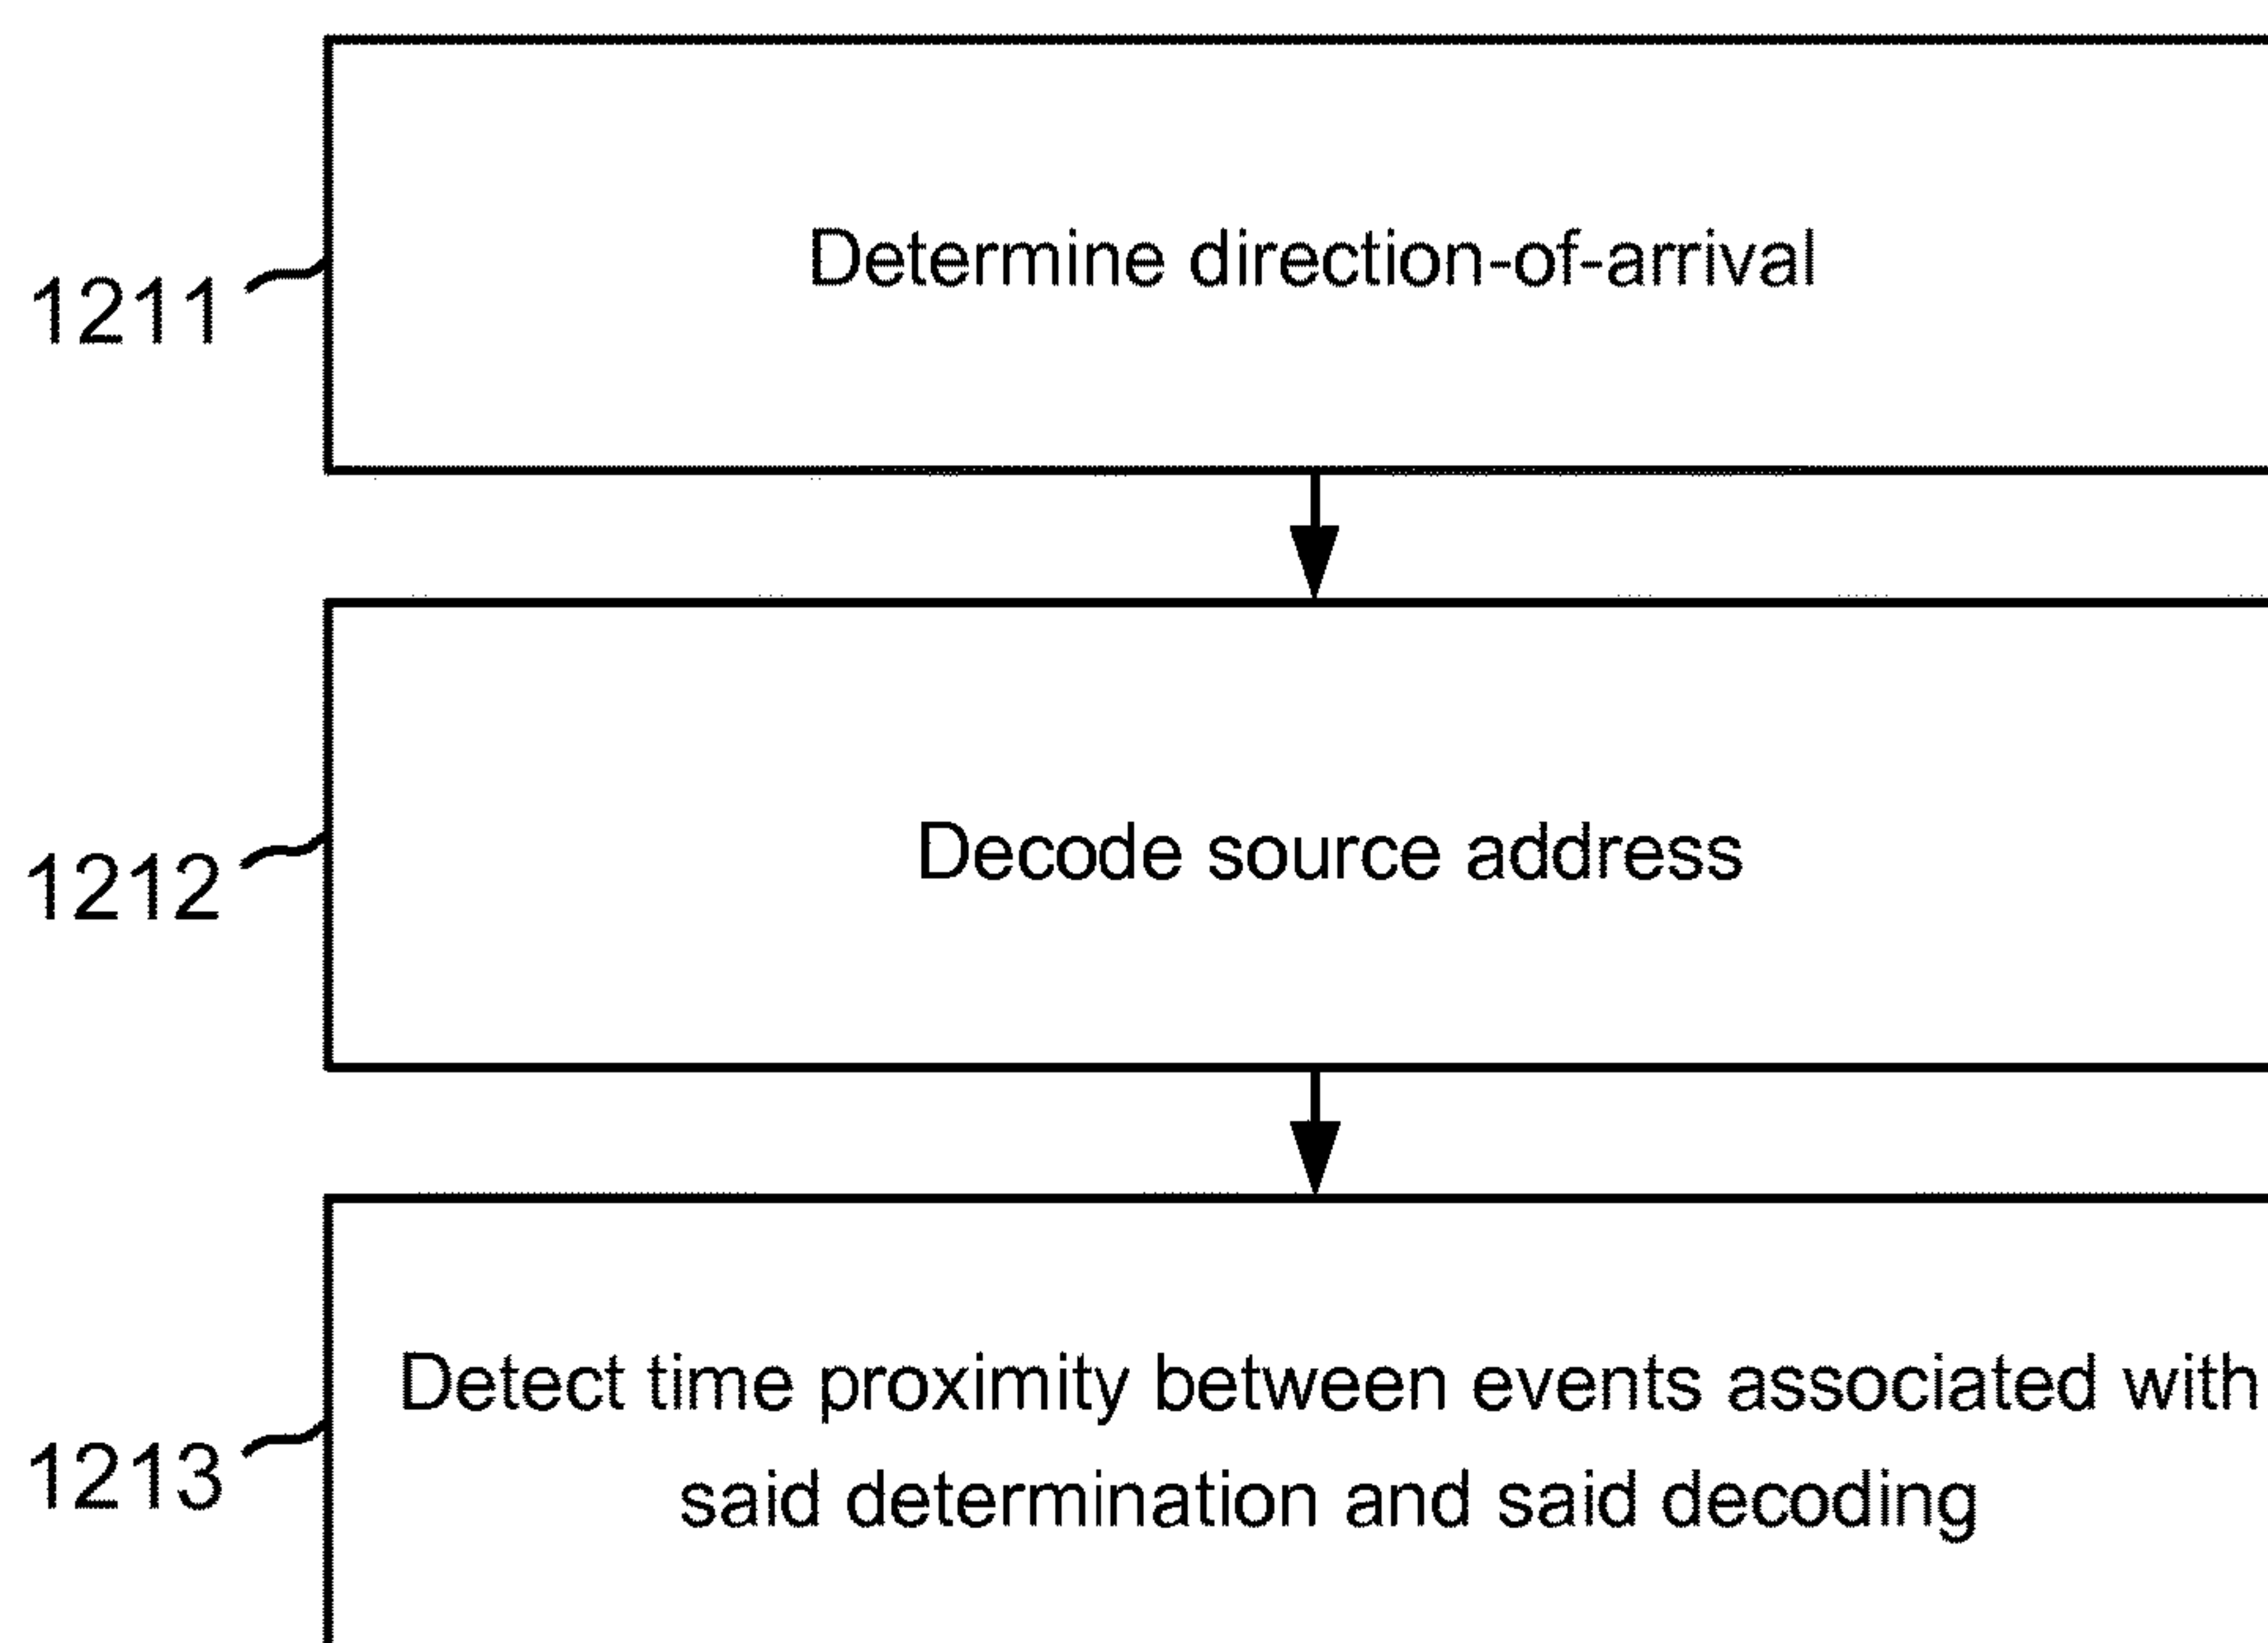 Determine direction-of-arrival
1211
Decode source address
1212
Detect time proximity between events associated with
said determination and said decoding
1213